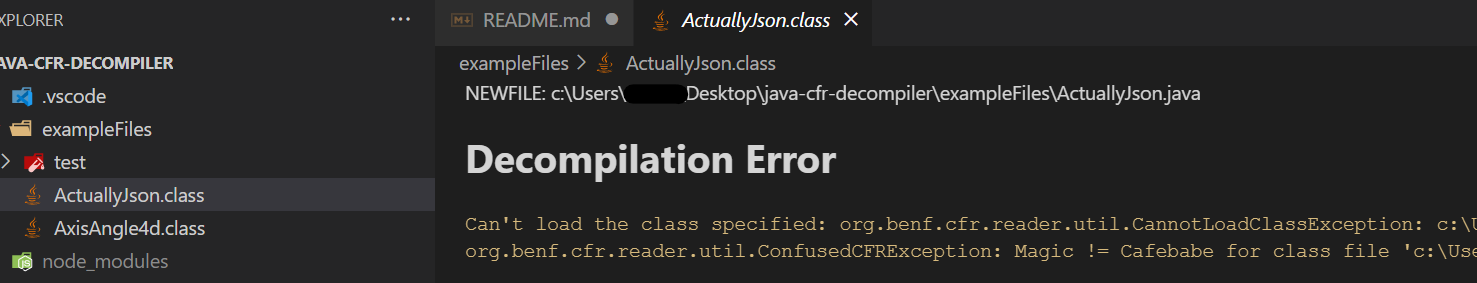 XPLORER ...
AVA-CFR-DECOMPILER
.vscode
exampleFiles
test
ActuallyJson.class
AxisAngle4d.class
node_modules
README.md
ActuallyJson.class
exampleFiles > ActuallyJson.class
NEWFILE: c:\Users\ Desktop\java-cfr-decompiler\exampleFiles\ActuallyJson.java
Decompilation Error
Can't load the class specified: org.benf.cfr.reader.util.CannotLoadClassException: c:\U
org.benf.cfr.reader.util.ConfusedCFRException: Magic != Cafebabe for class file 'c:\Use